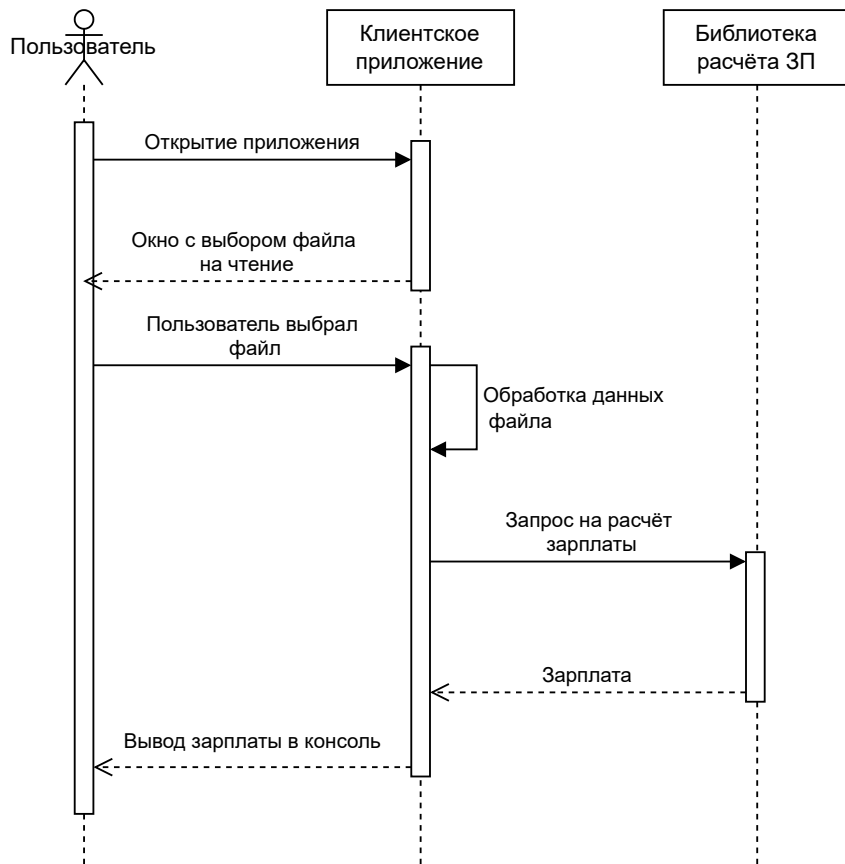 Пользователь
Клиентское
приложение
Библиотека
расчёта ЗП
Открытие приложения
Окно с выбором файла
на чтение
Пользователь выбрал
файл
Обработка данных
файла
Запрос на расчёт
зарплаты
Зарплата
Вывод зарплаты в консоль